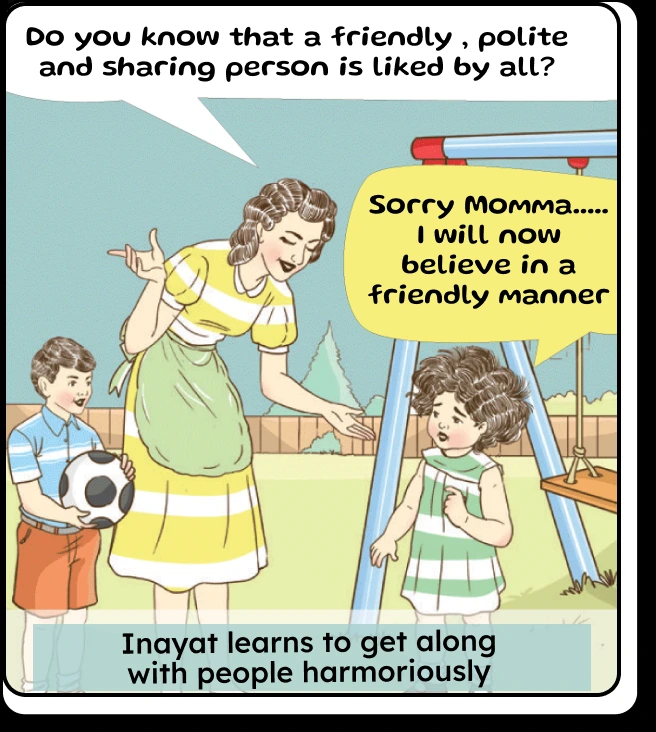 Do you know that a friendly , polite
and sharing person is liked by all?
Sorry Momma.....
I will now
believe in a
friendly manner
Inayat learns to get along
with people harmoriously